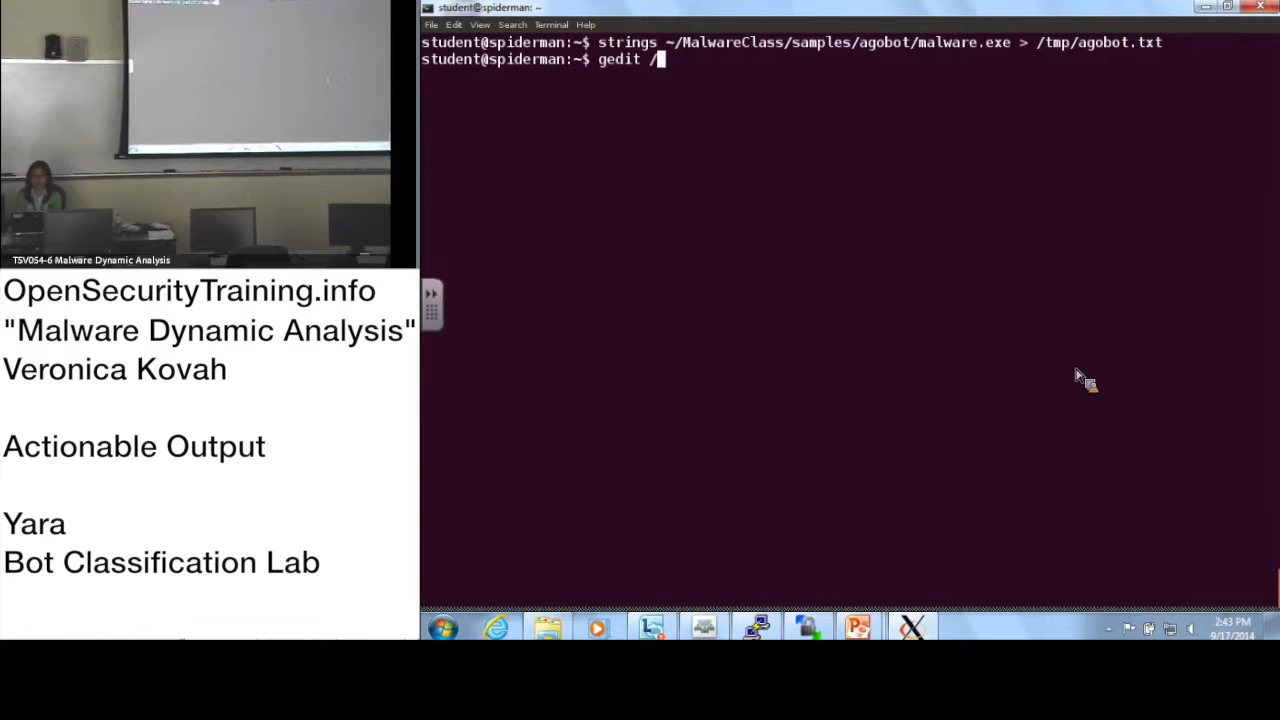 student@spiderman: ~
File Edit View Search Terminal Help
student@spiderman:~$ strings ~/MalwareClass/samples/agobot/malware.exe > /tmp/agobot.txt
student@spiderman:~$ gedit /
TSV054-6 Malware Dynamic Analysis
OpenSecurityTraining.info
"Malware Dynamic Analysis"
Veronica Kovah
Actionable Output
Yara
Bot Classification Lab
2:43 PM
9/17/2014